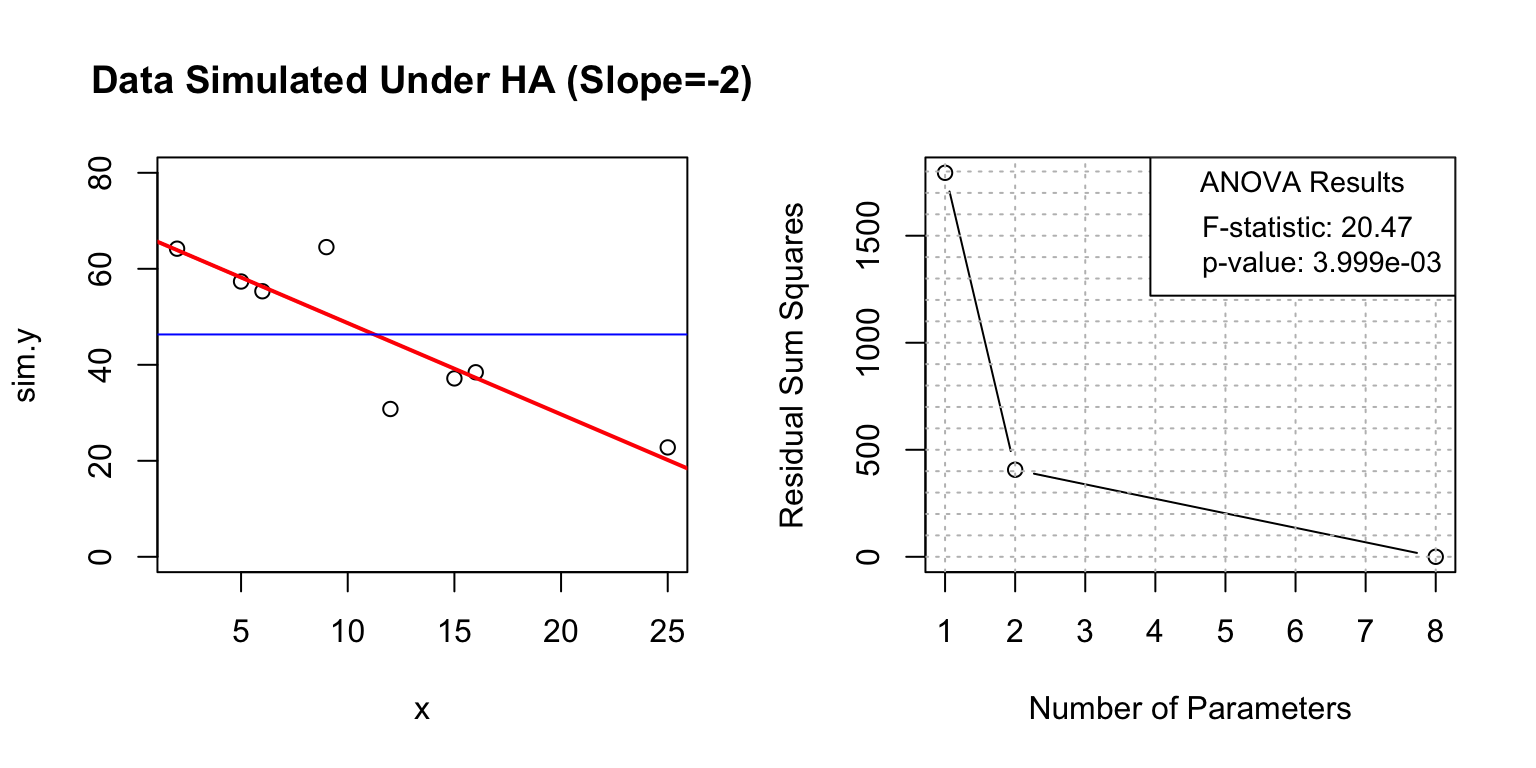 Data Simulated Under HA (Slope=-2)
sim.y
0 20 40 60 80
5 10 15 20 25
x
Residual Sum Squares
0 500 1000 1500
ANOVA Results
F-statistic: 20.47
p-value: 3.999e-03
1 2 3 4 5 6 7 8
Number of Parameters